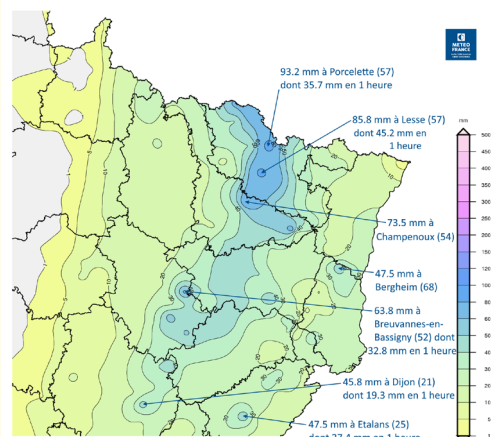 METEO
FRANCE
93.2 mm à Porcelette (57)
dont 35.7 mm en 1 heure
85.8 mm à Lesse (57)
dont 45.2 mm en
1 heure
73.5 mm à
Champenoux (54)
47.5 mm à
Bergheim (68)
63.8 mm à
Breuvannes-en-
Bassigny (52) dont
32.8 mm en 1 heure
45.8 mm à Dijon (21)
dont 19.3 mm en 1 heure
47.5 mm à Etalans (25)
mm
500
450
400
350
300
250
200
180
160
140
120
100
80
60
50
40
30
20
10
5
0